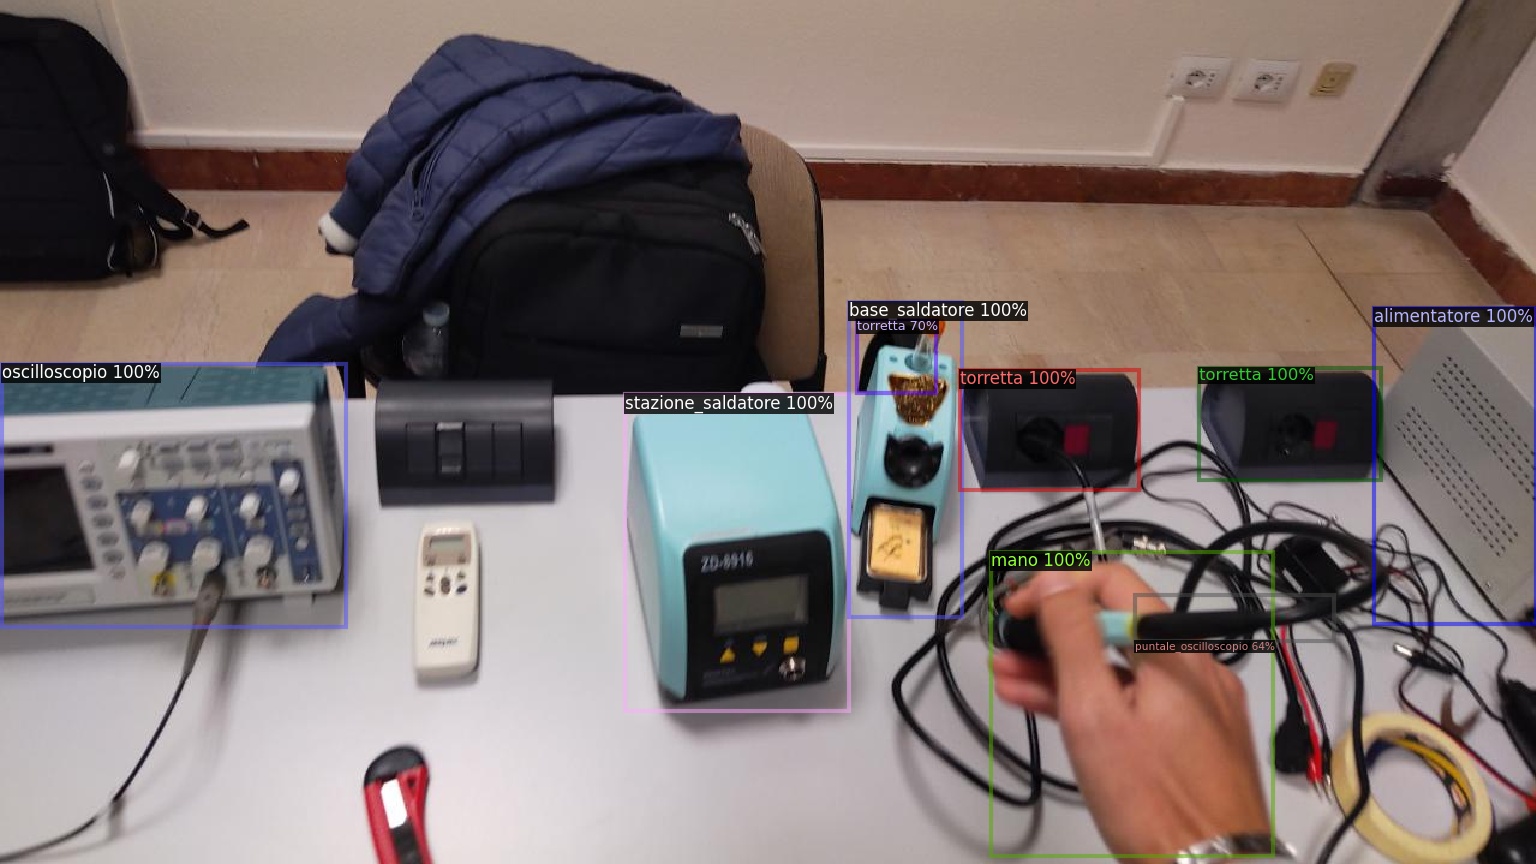 base_saldatore 100%
alimentatore 100%
torretta 70%
oscilloscopio 100%
torretta 100%
torretta 100%
stazione_saldatore 100%
mano 100%
ZD-8916
puntale_oscilloscopio 64%